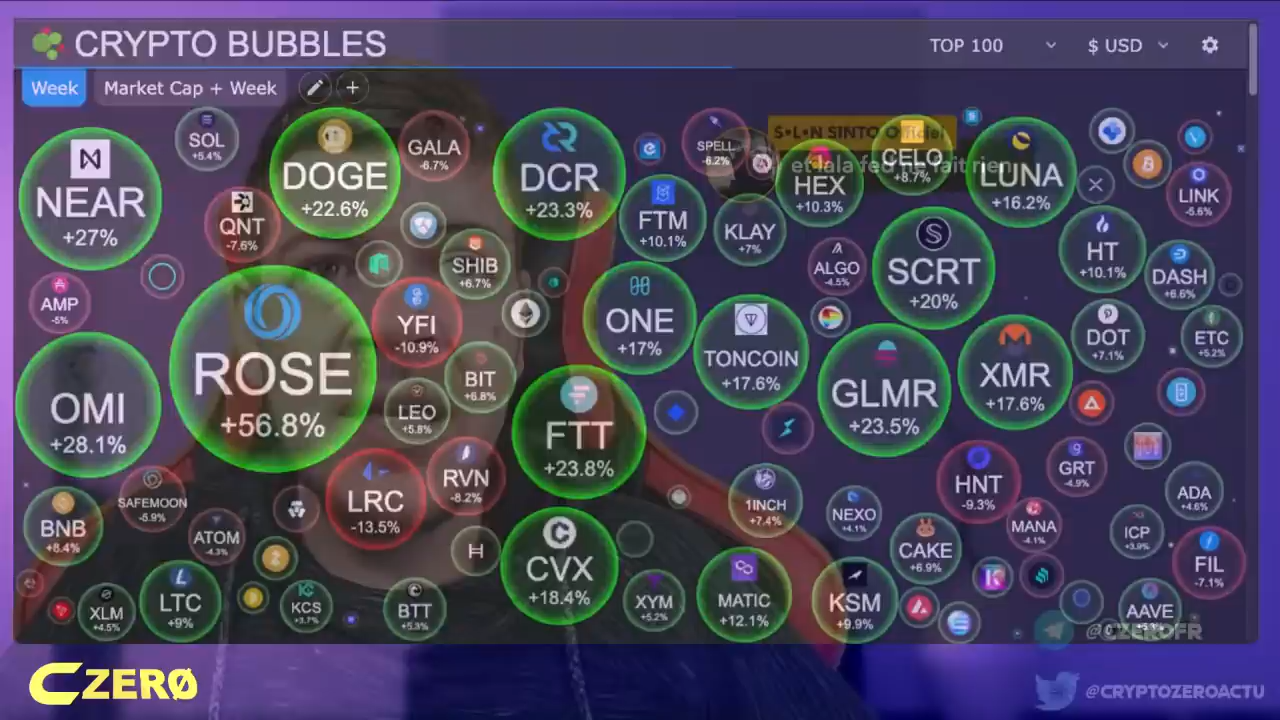 CRYPTO BUBBLES
TOP 100
$ USD
Week
Market Cap + Week
S•L•N SINTO Officiel
et lala fed
fait rien
NEAR
+27%
SOL
+5.4%
DOGE
+22.6%
GALA
-6.7%
DCR
+23.3%
SPELL
-6.2%
HEX
+10.3%
CELO
+8.7%
LUNA
+16.2%
LINK
-5.6%
QNT
-7.6%
FTM
+10.1%
KLAY
+7%
HT
+10.1%
SHIB
+6.7%
ALGO
-4.5%
SCRT
+20%
DASH
+6.6%
AMP
-5%
ROSE
+56.8%
YFI
-10.9%
ONE
+17%
TONCOIN
+17.6%
DOT
+7.1%
ETC
+5.2%
OMI
+28.1%
BIT
+6.8%
LEO
+5.8%
FTT
+23.8%
GLMR
+23.5%
XMR
+17.6%
SAFEMOON
-5.9%
LRC
-13.5%
RVN
-8.2%
1INCH
+7.4%
HNT
-9.3%
GRT
-4.9%
ADA
+4.6%
BNB
+8.4%
ATOM
-4.3%
NEXO
+4.1%
MANA
-4.1%
ICP
+3.9%
CVX
+18.4%
CAKE
+6.9%
FIL
-7.1%
XLM
+4.5%
LTC
+9%
KCS
+3.7%
BTT
+5.3%
XYM
+5.2%
MATIC
+12.1%
KSM
+9.9%
AAVE
@CZEROFR
CZERØ
@CRYPTOZEROACTU